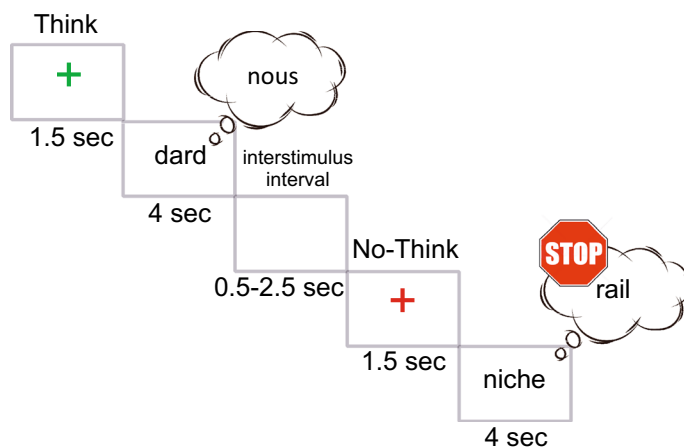 Think
nous
1.5 sec
dard
interstimulus
interval
4 sec
No-Think
STOP
0.5-2.5 sec
rail
1.5 sec
niche
4 sec